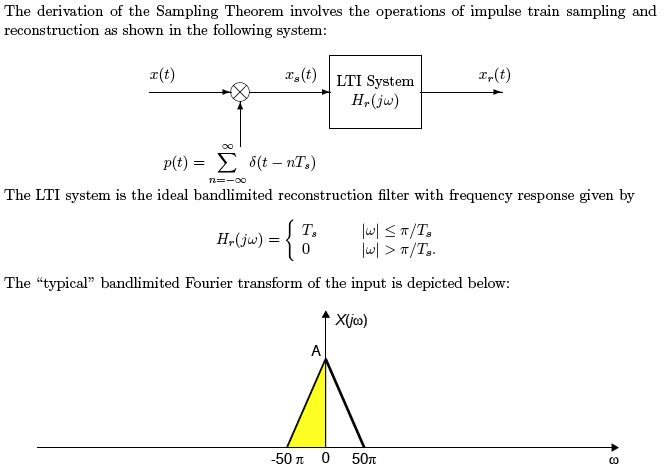 The derivation of the Sampling Theorem involves the operations of impulse train sampling and
reconstruction as shown in the following system:
x(t)
x_s(t)
LTI System
H_r(jω)
x_r(t)
p(t) = ∑_{n=-∞}^{∞} δ(t − nT_s)
The LTI system is the ideal bandlimited reconstruction filter with frequency response given by
H_r(jω) = { T_s |ω| ≤ π/T_s
0 |ω| > π/T_s.
The “typical” bandlimited Fourier transform of the input is depicted below:
X(jω)
A
-50 π 0 50π ω